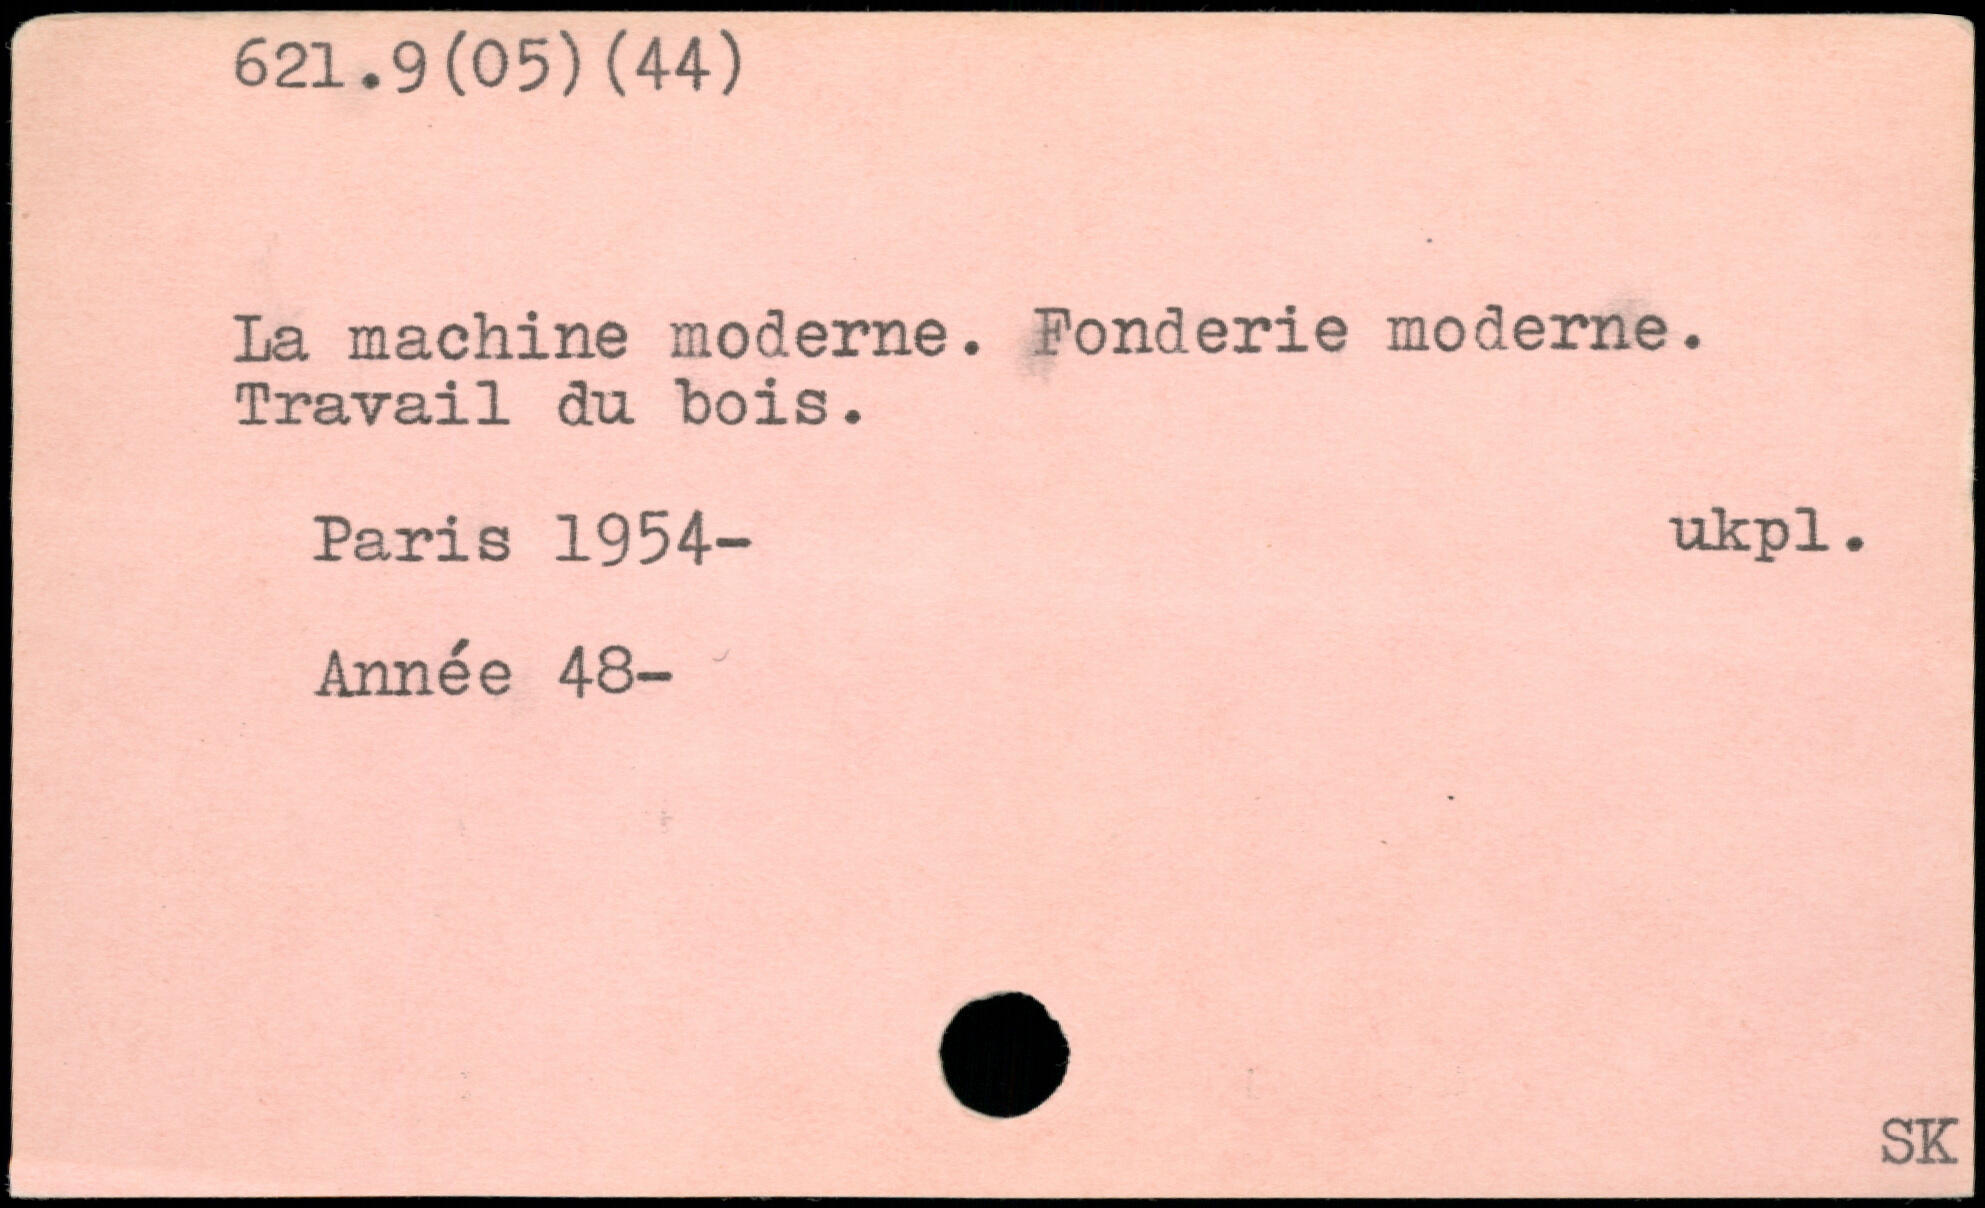 621.9(05)(44)
La machine moderne. Fonderie moderne.
Travail du bois.
Paris 1954-
ukpl.
Année 48-
SK